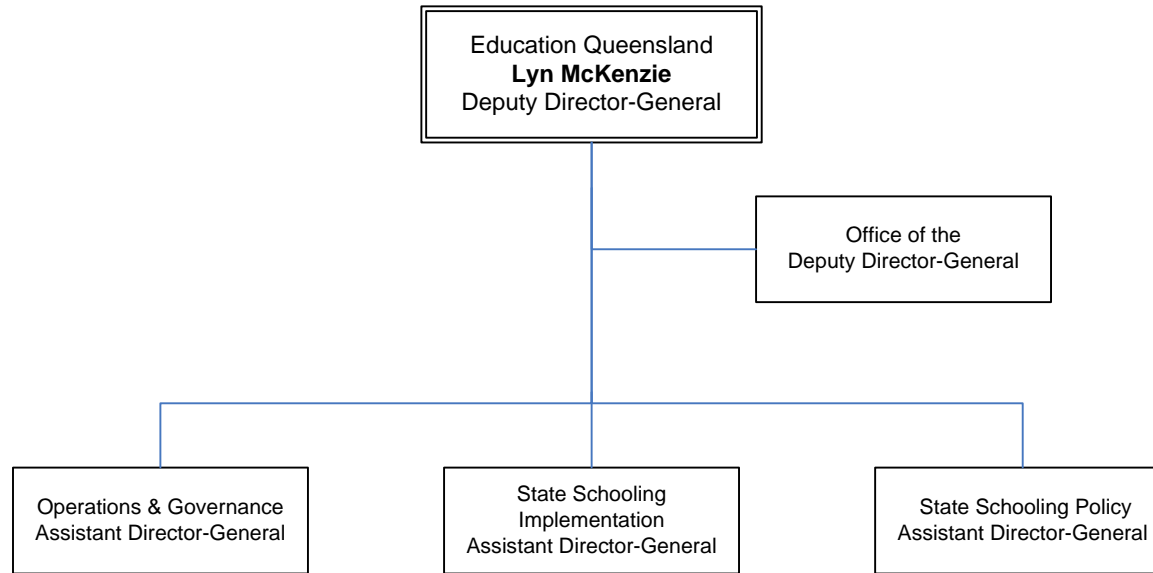 Education Queensland
Lyn McKenzie
Deputy Director-General
Office of the
Deputy Director-General
Operations & Governance
Assistant Director-General
State Schooling
Implementation
Assistant Director-General
State Schooling Policy
Assistant Director-General